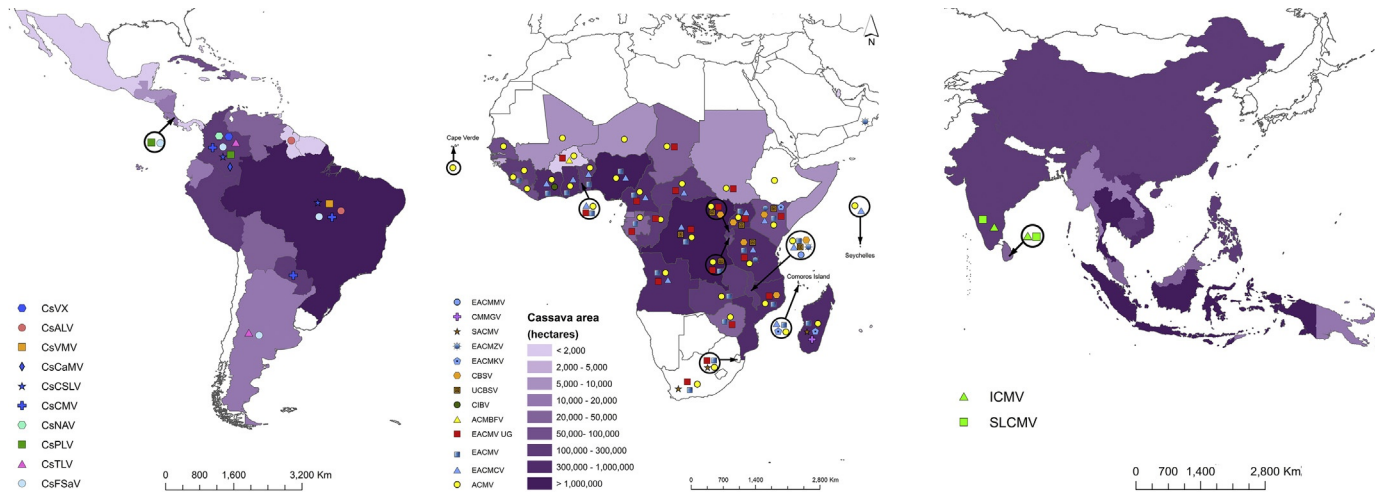 CsVX
CsALV
CsVMV
CsCaMV
CsCSLV
CsCMV
CsNAV
CsPLV
CsTLV
CsFSaV
0 800 1,600 3,200 Km
N
Cape Verde
Seychelles
Comoros Island
EACMMV
CMMGV
SACMV
EACMZV
EACMKV
CBSV
UCBSV
CIBV
ACMBFV
EACMV UG
EACMV
EACMCV
ACMV
Cassava area
(hectares)
< 2,000
2,000 - 5,000
5,000 - 10,000
10,000 - 20,000
20,000 - 50,000
50,000- 100,000
100,000 - 300,000
300,000 - 1,000,000
> 1,000,000
0 700 1,400 2,800 Km
ICMV
SLCMV
0 700 1,400 2,800 Km